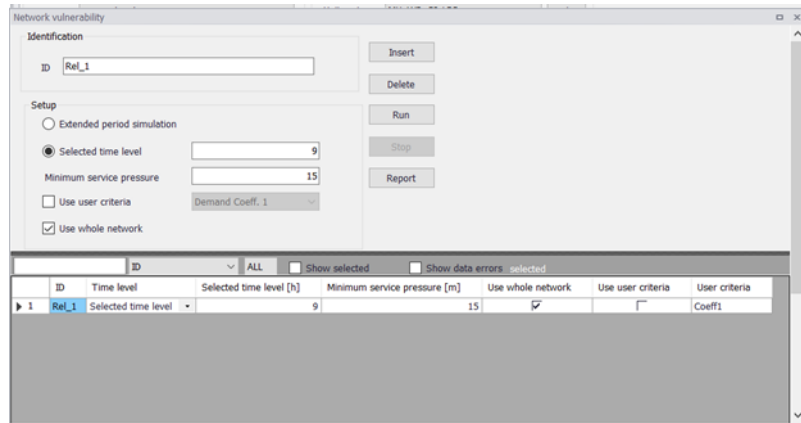 Network vulnerability
Identification
ID Rel_1
Insert
Delete
Setup
Run
Extended period simulation
Selected time level 9
Stop
Minimum service pressure 15
Report
Use user criteria Demand Coeff. 1
Use whole network
ID ALL Show selected Show data errors selected
ID Time level Selected time level [h] Minimum service pressure [m] Use whole network Use user criteria User criteria
1 Rel_1 Selected time level 9 15 Coeff1